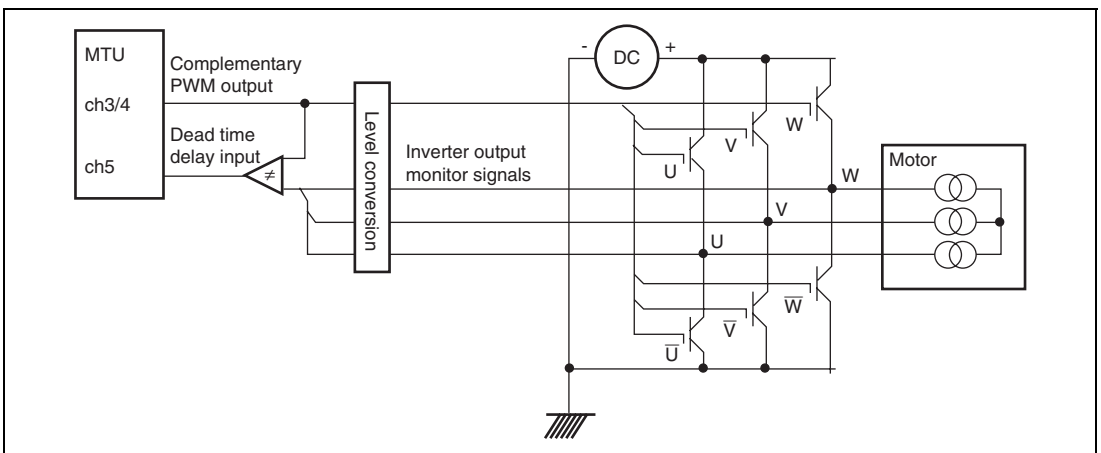 MTU
ch3/4
ch5
Complementary
PWM output
Dead time
delay input
≠
Level conversion
Inverter output
monitor signals
-
DC
+
W
V
U
W
V
U
W̅
V̅
U̅
Motor